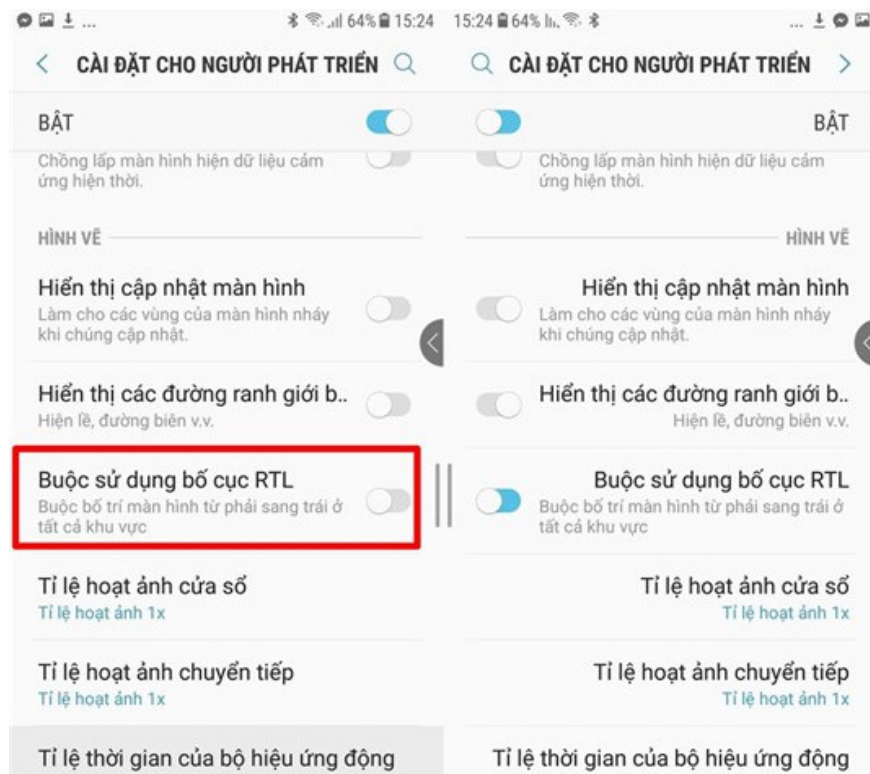 ... 64% 15:24
CÀI ĐẶT CHO NGƯỜI PHÁT TRIỂN
BẬT
Chồng lấp màn hình hiện dữ liệu cảm
ứng hiện thời.
HÌNH VẼ
Hiển thị cập nhật màn hình
Làm cho các vùng của màn hình nháy
khi chúng cập nhật.
Hiển thị các đường ranh giới b..
Hiện lề, đường biên v.v.
Buộc sử dụng bố cục RTL
Buộc bố trí màn hình từ phải sang trái ở
tất cả khu vực
Tỉ lệ hoạt ảnh cửa sổ
Tỉ lệ hoạt ảnh 1x
Tỉ lệ hoạt ảnh chuyển tiếp
Tỉ lệ hoạt ảnh 1x
Tỉ lệ thời gian của bộ hiệu ứng động
15:24 64% ...
CÀI ĐẶT CHO NGƯỜI PHÁT TRIỂN
BẬT
Chồng lấp màn hình hiện dữ liệu cảm
ứng hiện thời.
HÌNH VẼ
Hiển thị cập nhật màn hình
Làm cho các vùng của màn hình nháy
khi chúng cập nhật.
Hiển thị các đường ranh giới b..
Hiện lề, đường biên v.v.
Buộc sử dụng bố cục RTL
Buộc bố trí màn hình từ phải sang trái ở
tất cả khu vực
Tỉ lệ hoạt ảnh cửa sổ
Tỉ lệ hoạt ảnh 1x
Tỉ lệ hoạt ảnh chuyển tiếp
Tỉ lệ hoạt ảnh 1x
Tỉ lệ thời gian của bộ hiệu ứng động